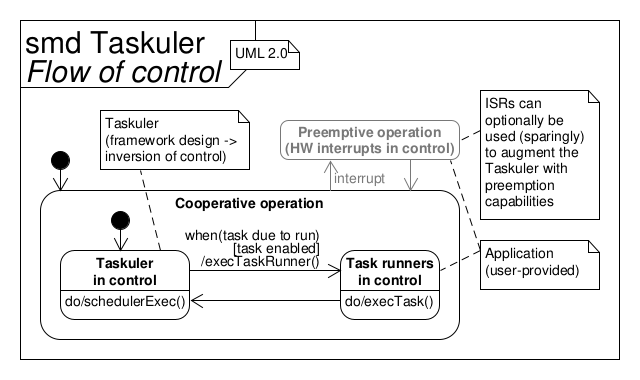 smd Taskuler
Flow of control
UML 2.0
Taskuler
(framework design ->
inversion of control)
Preemptive operation
(HW interrupts in control)
ISRs can
optionally be
used (sparingly)
to augment the
Taskuler with
preemption
capabilities
interrupt
Cooperative operation
when(task due to run)
[task enabled]
/execTaskRunner()
Taskuler
in control
do/schedulerExec()
Task runners
in control
do/execTask()
Application
(user-provided)